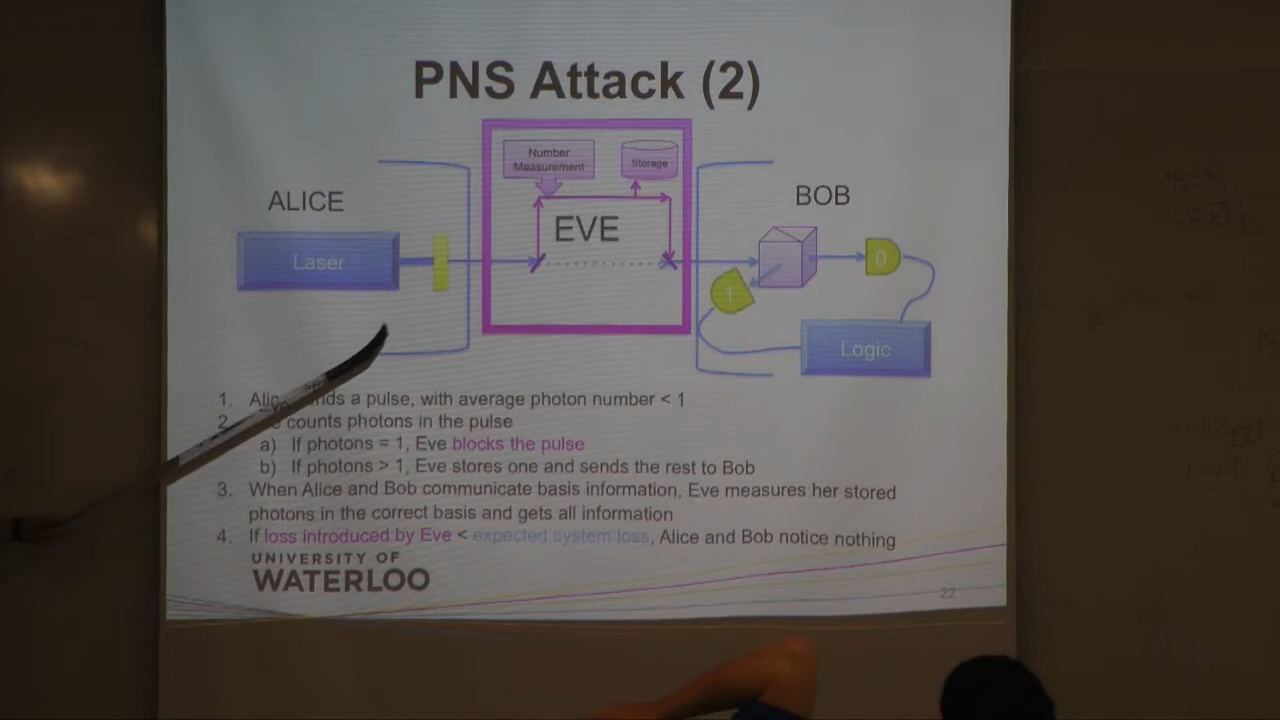 PNS Attack (2)
Number
Measurement
Storage
ALICE
EVE
BOB
Laser
0
1
Logic
1. Alice sends a pulse, with average photon number < 1
2. counts photons in the pulse
a) If photons = 1, Eve blocks the pulse
b) If photons > 1, Eve stores one and sends the rest to Bob
3. When Alice and Bob communicate basis information, Eve measures her stored
photons in the correct basis and gets all information
4. If loss introduced by Eve < expected system loss, Alice and Bob notice nothing
UNIVERSITY OF
WATERLOO
22